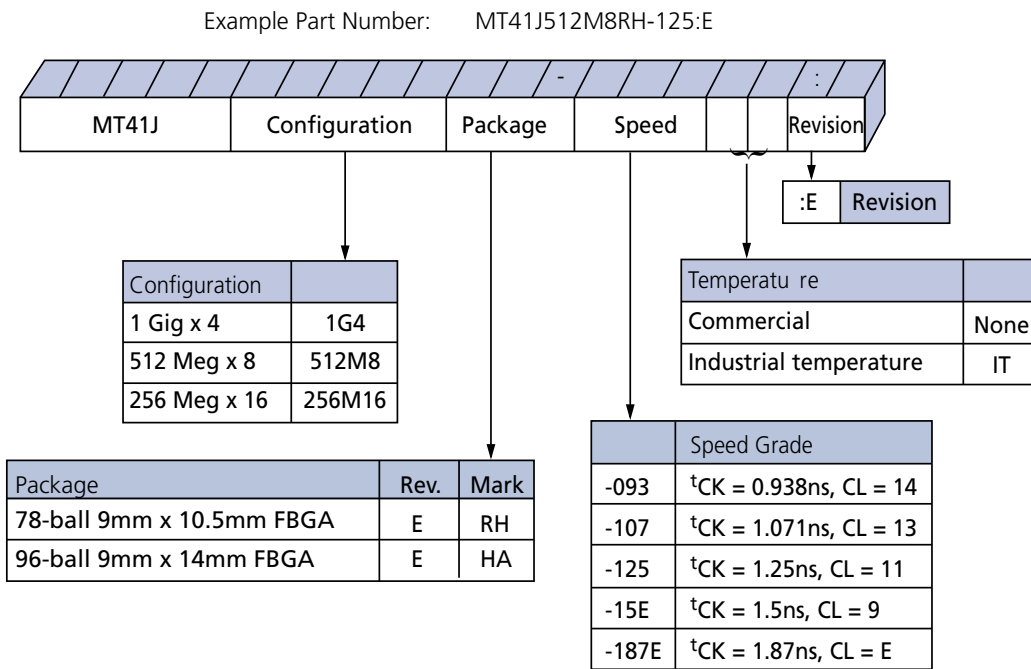 Example Part Number: MT41J512M8RH-125:E
- :
MT41J Configuration Package Speed Revision
:E Revision
Configuration
1 Gig x 4 1G4
512 Meg x 8 512M8
256 Meg x 16 256M16
Temperatu re
Commercial None
Industrial temperature IT
Package Rev. Mark
78-ball 9mm x 10.5mm FBGA E RH
96-ball 9mm x 14mm FBGA E HA
Speed Grade
-093 tCK = 0.938ns, CL = 14
-107 tCK = 1.071ns, CL = 13
-125 tCK = 1.25ns, CL = 11
-15E tCK = 1.5ns, CL = 9
-187E tCK = 1.87ns, CL = E